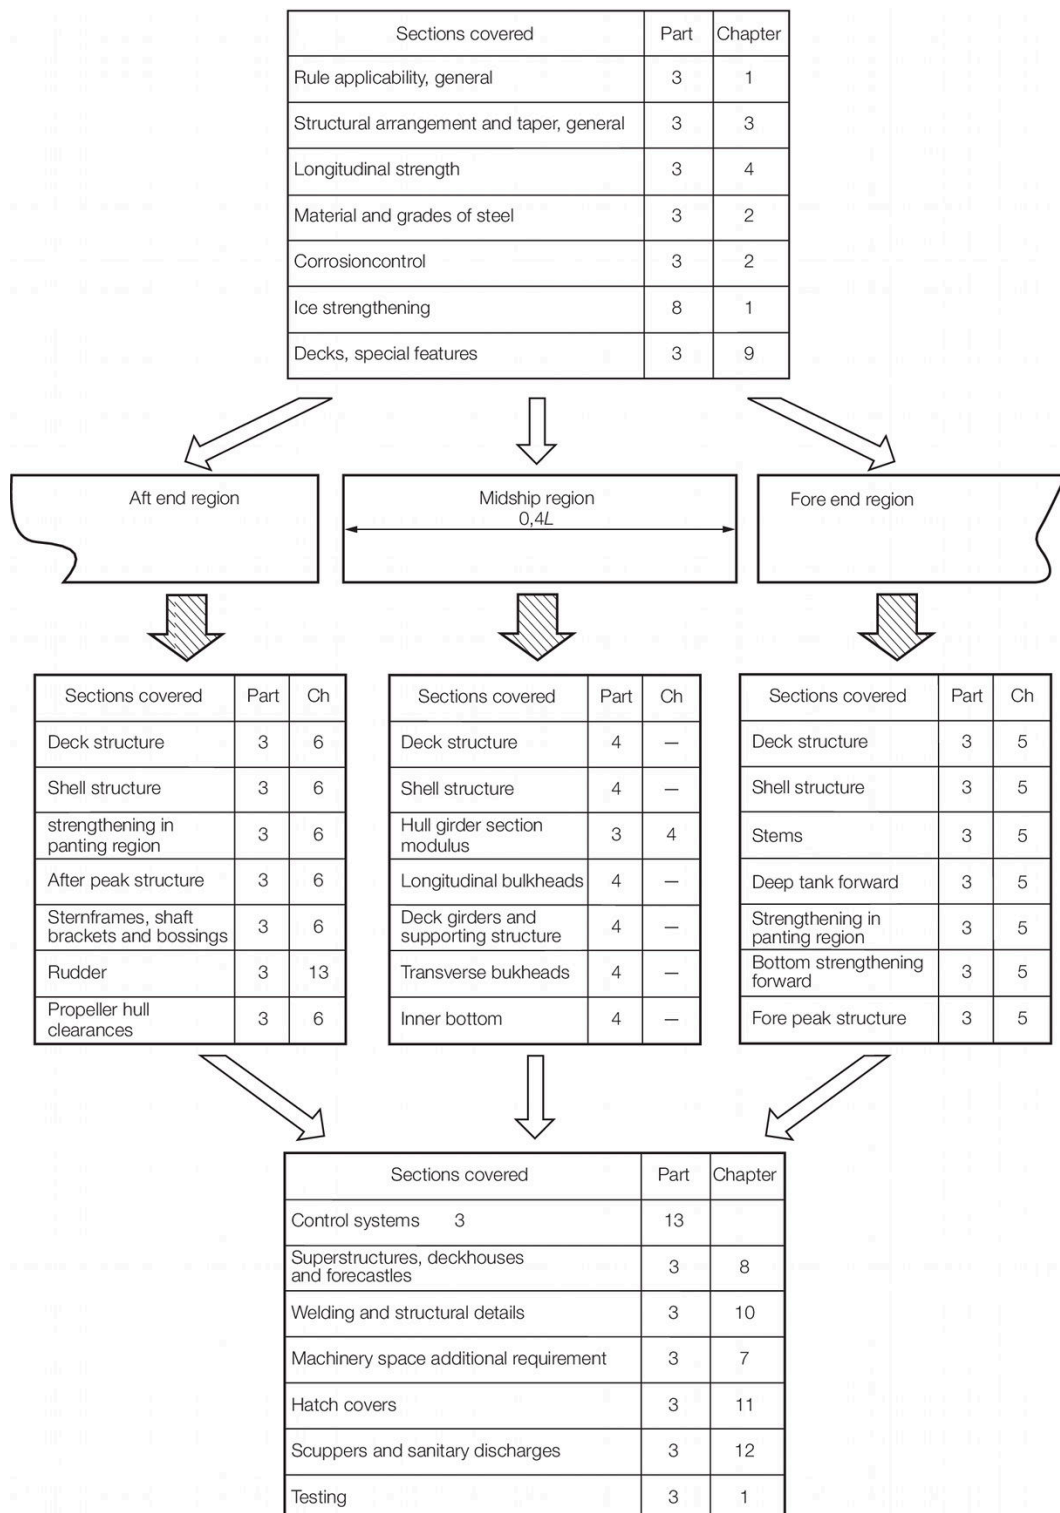 Sections covered Part Chapter
Rule applicability, general 3 1
Structural arrangement and taper, general 3 3
Longitudinal strength 3 4
Material and grades of steel 3 2
Corrosioncontrol 3 2
Ice strengthening 8 1
Decks, special features 3 9
Aft end region
Midship region
0,4L
Fore end region
Sections covered Part Ch
Deck structure 3 6
Shell structure 3 6
strengthening in
panting region 3 6
After peak structure 3 6
Sternframes, shaft
brackets and bossings 3 6
Rudder 3 13
Propeller hull
clearances 3 6
Sections covered Part Ch
Deck structure 4 —
Shell structure 4 —
Hull girder section
modulus 3 4
Longitudinal bulkheads 4 —
Deck girders and
supporting structure 4 —
Transverse bukheads 4 —
Inner bottom 4 —
Sections covered Part Ch
Deck structure 3 5
Shell structure 3 5
Stems 3 5
Deep tank forward 3 5
Strengthening in
panting region 3 5
Bottom strengthening
forward 3 5
Fore peak structure 3 5
Sections covered Part Chapter
Control systems 3 13
Superstructures, deckhouses
and forecastles 3 8
Welding and structural details 3 10
Machinery space additional requirement 3 7
Hatch covers 3 11
Scuppers and sanitary discharges 3 12
Testing 3 1